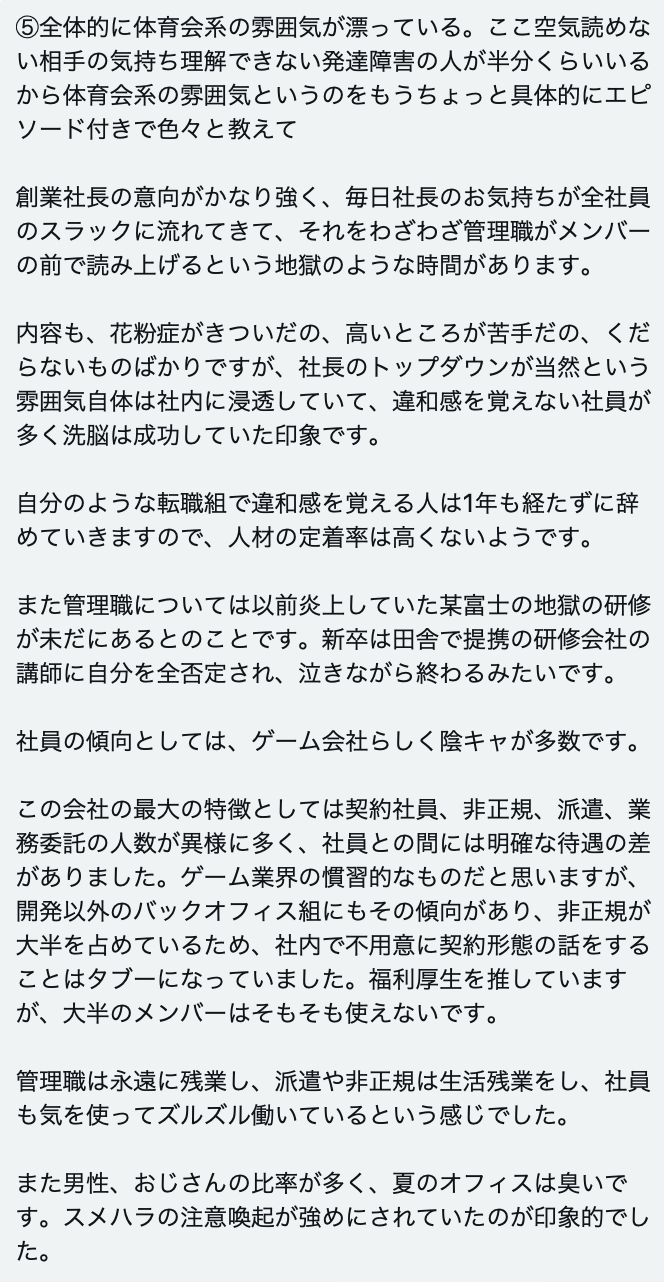 ⑤全体的に体育会系の雰囲気が漂っている。ここ空気読めな
い相手の気持ち理解できない発達障害の人が半分くらいいる
から体育会系の雰囲気というのをもうちょっと具体的にエピ
ソード付きで色々と教えて
創業社長の意向がかなり強く、毎日社長のお気持ちが全社員
のスラックに流れてきて、それをわざわざ管理職がメンバー
の前で読み上げるという地獄のような時間があります。
内容も、花粉症がきついだの、高いところが苦手だの、くだ
らないものばかりですが、社長のトップダウンが当然という
雰囲気自体は社内に浸透していて、違和感を覚えない社員が
多く洗脳は成功していた印象です。
自分のような転職組で違和感を覚える人は1年も経たずに辞
めていきますので、人材の定着率は高くないようです。
また管理職については以前炎上していた某富士の地獄の研修
が未だにあるとのことです。新卒は田舎で提携の研修会社の
講師に自分を全否定され、泣きながら終わるみたいです。
社員の傾向としては、ゲーム会社らしく陰キャが多数です。
この会社の最大の特徴としては契約社員、非正規、派遣、業
務委託の人数が異様に多く、社員との間には明確な待遇の差
がありました。ゲーム業界の慣習的なものだと思いますが、
開発以外のバックオフィス組にもその傾向があり、非正規が
大半を占めているため、社内で不用意に契約形態の話をする
ことはタブーになっていました。福利厚生を推しています
が、大半のメンバーはそもそも使えないです。
管理職は永遠に残業し、派遣や非正規は生活残業をし、社員
も気を使ってズルズル働いているという感じでした。
また男性、おじさんの比率が多く、夏のオフィスは臭いで
す。スメハラの注意喚起が強めにされていたのが印象的でし
た。